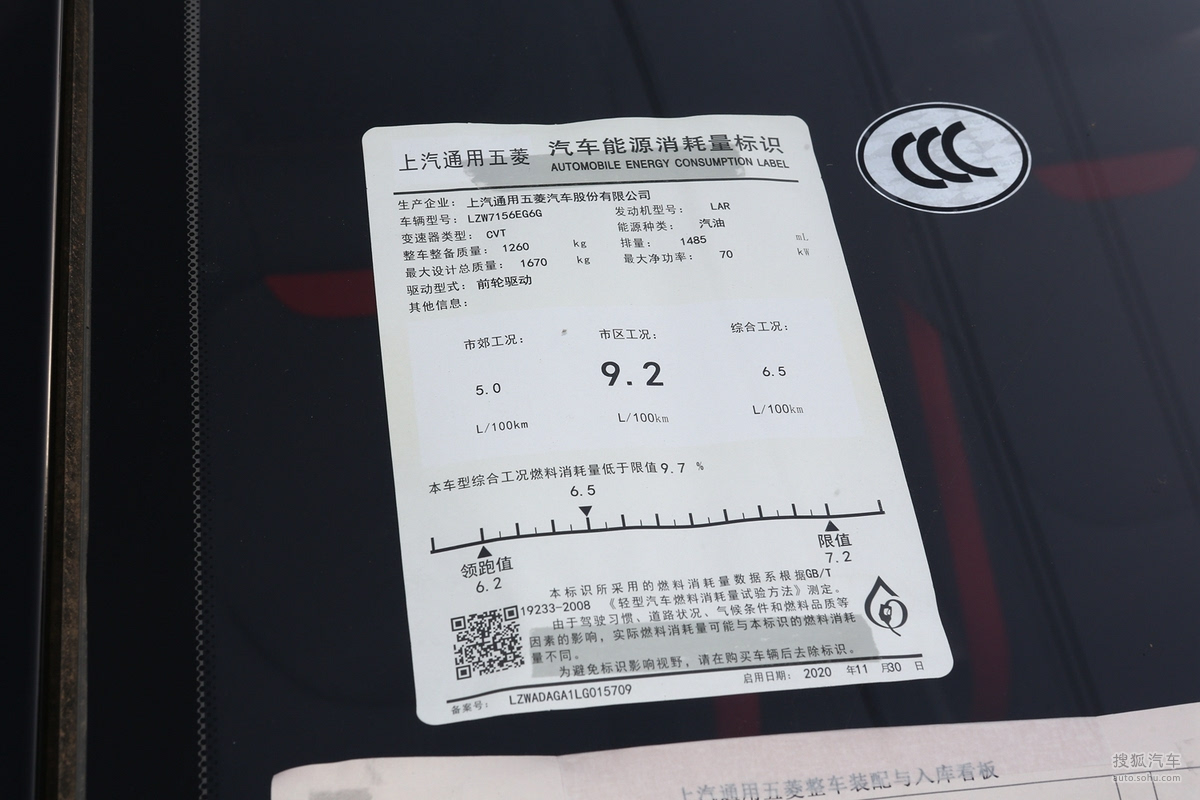 上汽通用五菱 汽车能源消耗量标识
AUTOMOBILE ENERGY CONSUMPTION LABEL
生产企业: 上汽通用五菱汽车股份有限公司
车辆型号: LZW7156EG6G 发动机型号: LAR
变速器类型: CVT 能源种类: 汽油
整车整备质量: 1260 kg 排量: 1485 mL
最大设计总质量: 1670 kg 最大净功率: 70 kW
驱动型式: 前轮驱动
其他信息:
市郊工况: 市区工况: 综合工况:
5.0 9.2 6.5
L/100km L/100km L/100km
本车型综合工况燃料消耗量低于限值9.7 %
6.5
领跑值 限值
6.2 7.2
本标识所采用的燃料消耗量数据系根据GB/T
19233-2008 《轻型汽车燃料消耗量试验方法》测定。
由于驾驶习惯、道路状况、气候条件和燃料品质等
因素的影响，实际燃料消耗量可能与本标识的燃料消耗
量不同。
为避免标识影响视野，请在购买车辆后去除标识。
备案号: LZWADAGA1LG015709 启用日期: 2020 年11 月30 日
CCC
上汽通用五菱整车装配与入库看板
搜狐汽车
auto.sohu.com